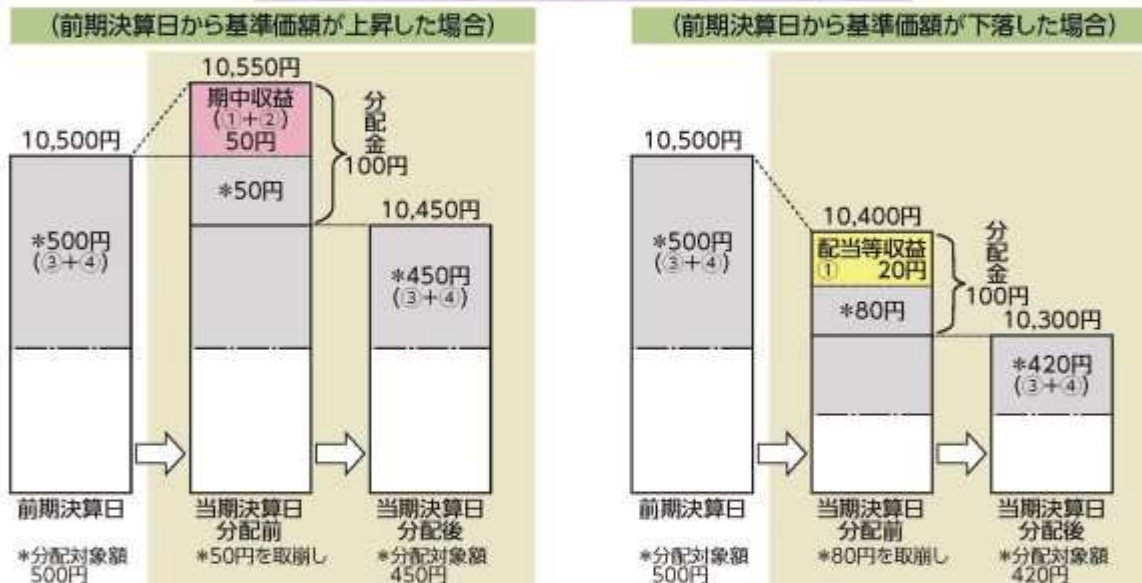 (前期決算日から基準価額が上昇した場合)
10,550円
期中収益
(①+②)
50円
分配金
100円
10,500円
*50円
10,450円
*500円
(③+④)
*450円
(③+④)
前期決算日
当期決算日
分配前
当期決算日
分配後
*分配対象額
500円
*50円を取崩し
*分配対象額
450円
(前期決算日から基準価額が下落した場合)
10,500円
10,400円
*500円
(③+④)
配当等収益
① 20円
分配金
100円
*80円
10,300円
*420円
(③+④)
前期決算日
当期決算日
分配前
当期決算日
分配後
*分配対象額
500円
*80円を取崩し
*分配対象額
420円